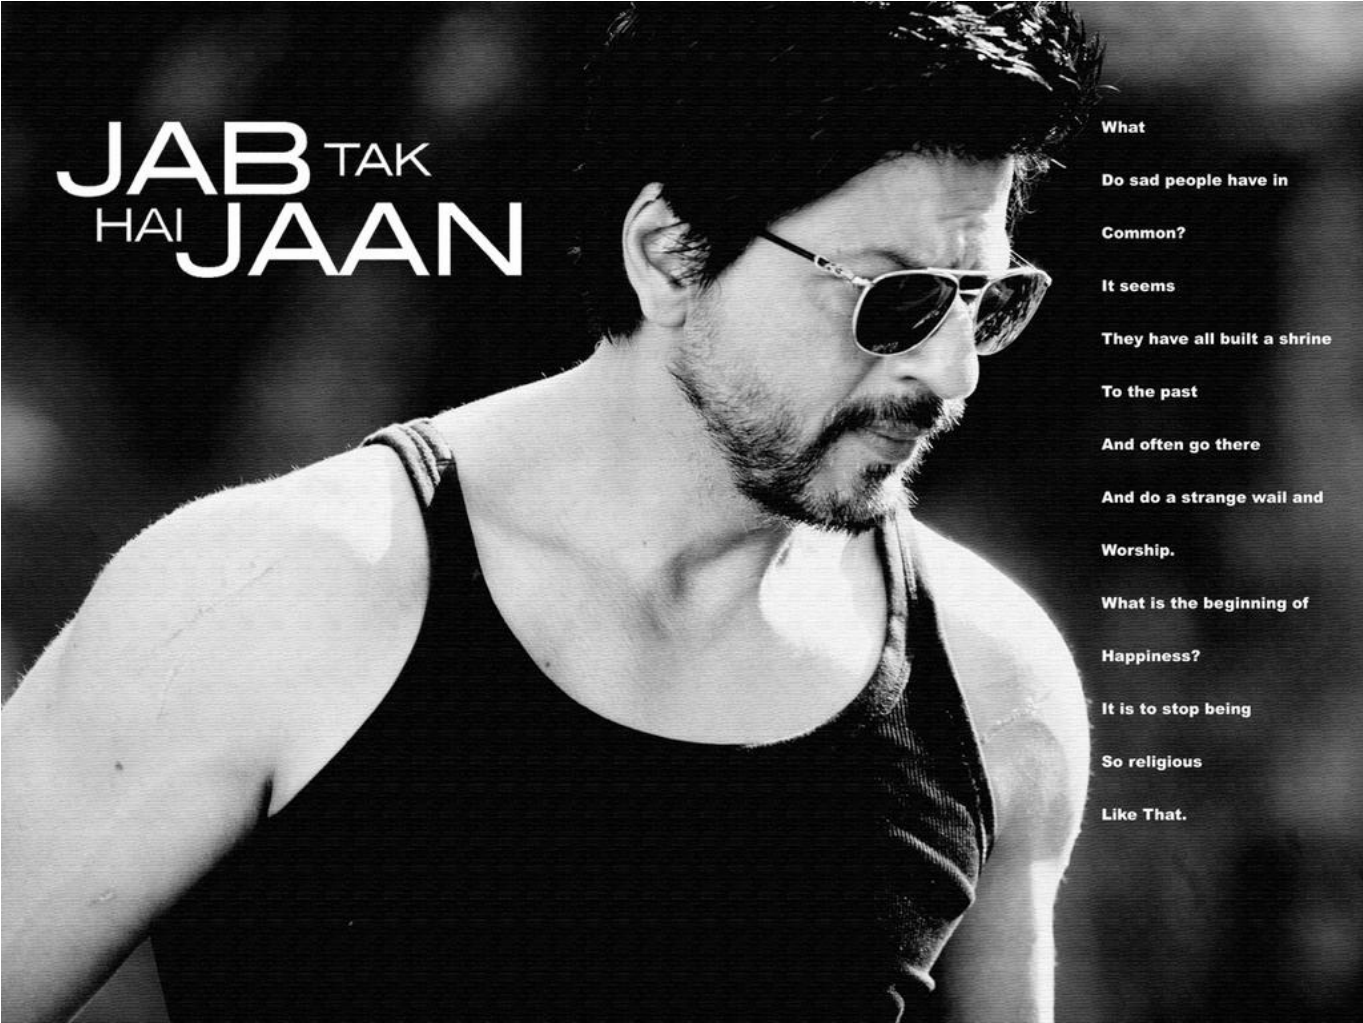 JAB TAK
HAI JAAN
What
Do sad people have in
Common?
It seems
They have all built a shrine
To the past
And often go there
And do a strange wail and
Worship.
What is the beginning of
Happiness?
It is to stop being
So religious
Like That.